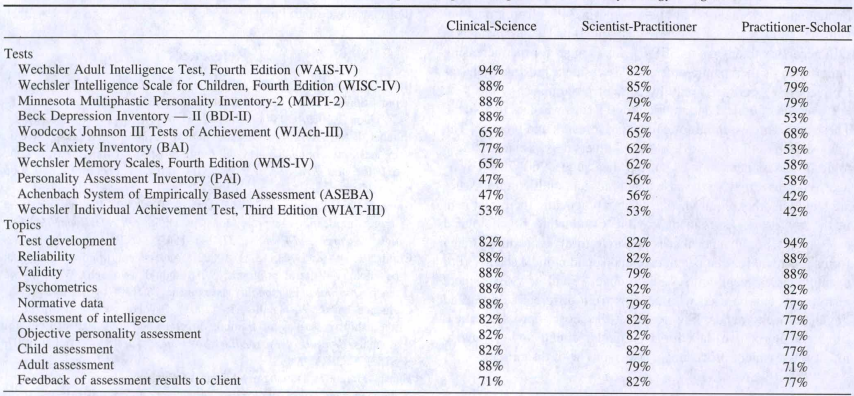 Clinical-Science Scientist-Practitioner Practitioner-Scholar
Tests
Wechsler Adult Intelligence Test, Fourth Edition (WAIS-IV) 94% 82% 79%
Wechsler Intelligence Scale for Children, Fourth Edition (WISC-IV) 88% 85% 79%
Minnesota Multiphastic Personality Inventory-2 (MMPI-2) 88% 79% 79%
Beck Depression Inventory — II (BDI-II) 88% 74% 53%
Woodcock Johnson III Tests of Achievement (WJAch-III) 65% 65% 68%
Beck Anxiety Inventory (BAI) 77% 62% 53%
Wechsler Memory Scales, Fourth Edition (WMS-IV) 65% 62% 58%
Personality Assessment Inventory (PAI) 47% 56% 58%
Achenbach System of Empirically Based Assessment (ASEBA) 47% 56% 42%
Wechsler Individual Achievement Test, Third Edition (WIAT-III) 53% 53% 42%
Topics
Test development 82% 82% 94%
Reliability 88% 82% 88%
Validity 88% 79% 88%
Psychometrics 88% 82% 82%
Normative data 88% 79% 77%
Assessment of intelligence 82% 82% 77%
Objective personality assessment 82% 82% 77%
Child assessment 82% 82% 77%
Adult assessment 88% 79% 71%
Feedback of assessment results to client 71% 82% 77%